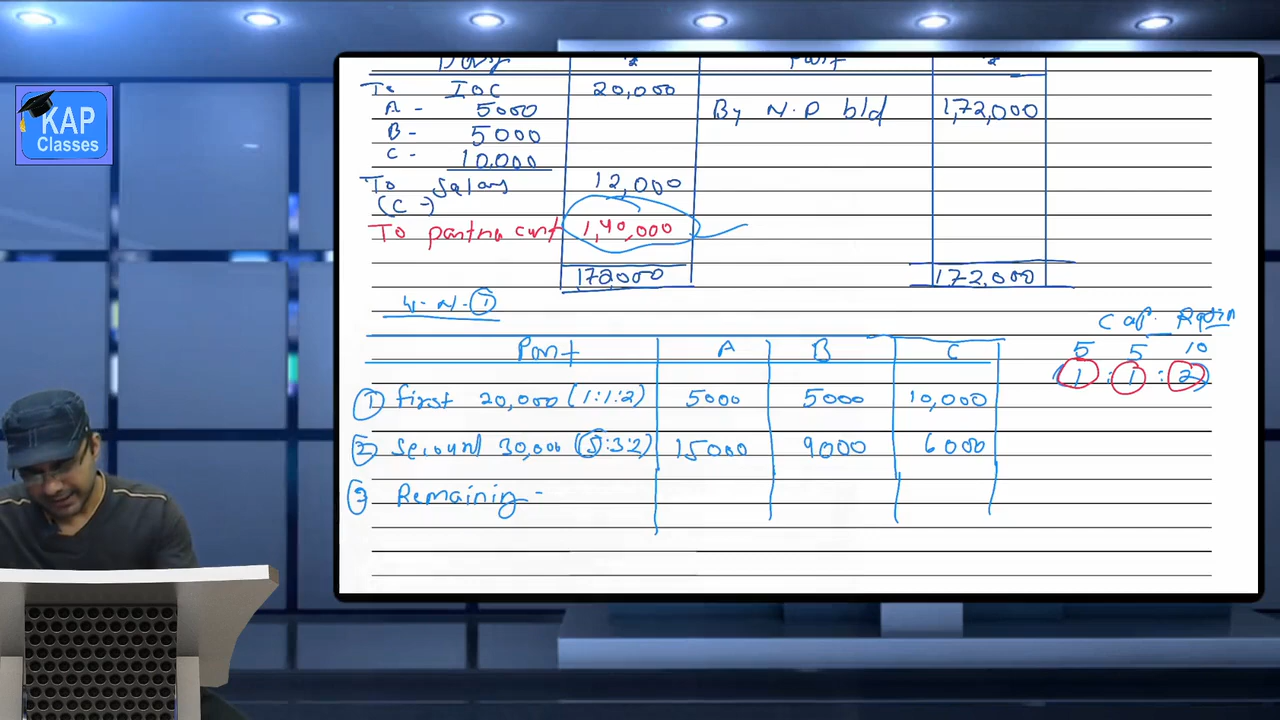 KAP
Classes
To IOC 20,000
A - 5000 By N.P b/d 1,72,000
B - 5000
C - 10,000
To Salary 12,000
(C -)
To 1,40,000
172000 172,000
W. N. ①
Cap. Ratio
Part A B C 5 5 10
1 : 1 : 2
① first 20,000 (1:1:2) 5000 5000 10,000
② Second 30,000 (5:3:2) 15000 9000 6000
③ Remaining -